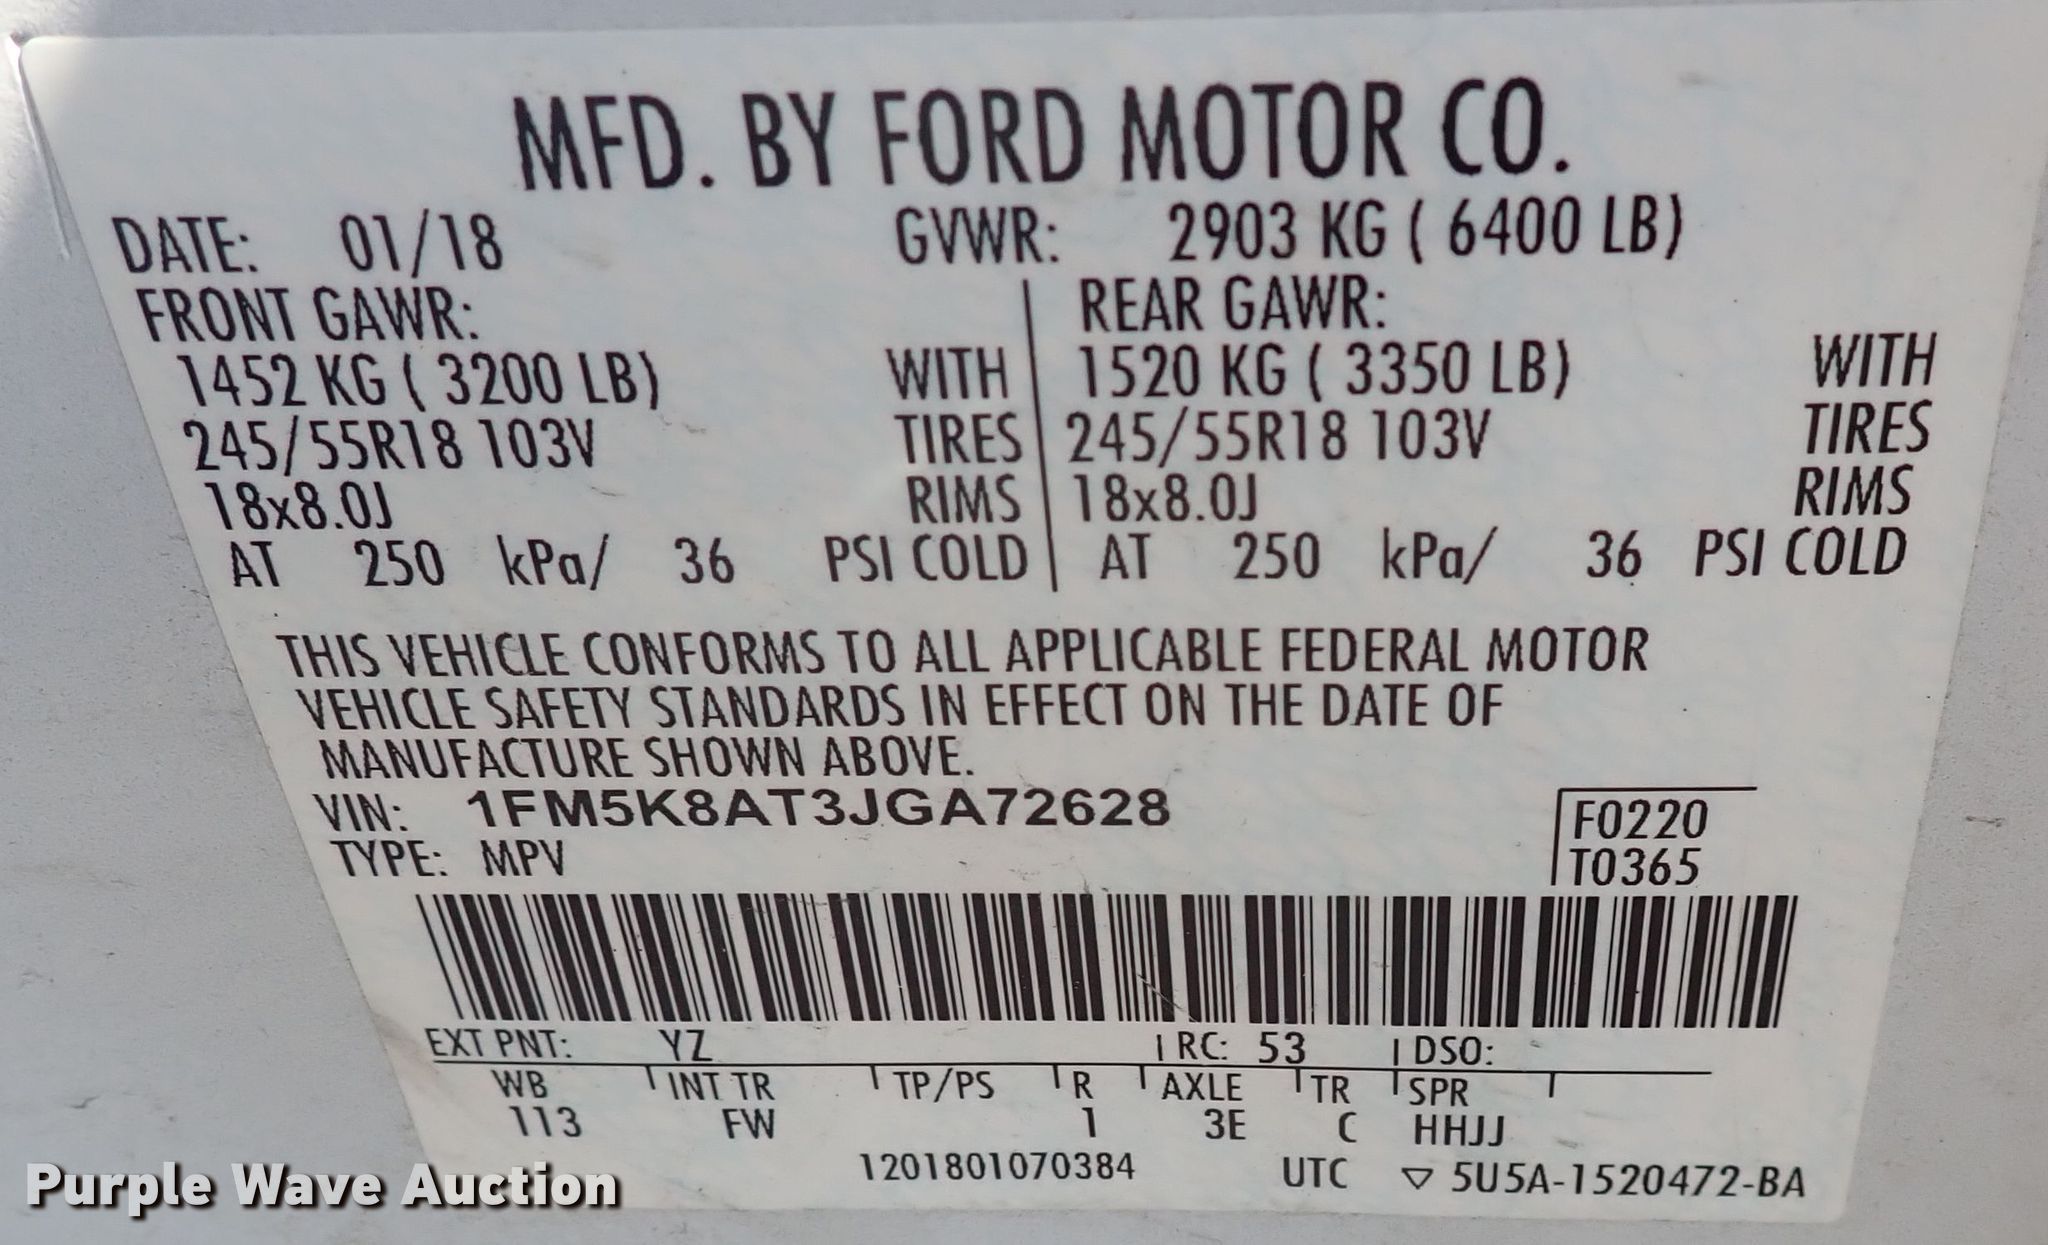 MFD. BY FORD MOTOR CO.
DATE: 01/18 GVWR: 2903 KG ( 6400 LB)
FRONT GAWR: REAR GAWR:
1452 KG ( 3200 LB) WITH 1520 KG ( 3350 LB) WITH
245/55R18 103V TIRES 245/55R18 103V TIRES
18x8.0J RIMS 18x8.0J RIMS
AT 250 kPa/ 36 PSI COLD AT 250 kPa/ 36 PSI COLD
THIS VEHICLE CONFORMS TO ALL APPLICABLE FEDERAL MOTOR
VEHICLE SAFETY STANDARDS IN EFFECT ON THE DATE OF
MANUFACTURE SHOWN ABOVE.
VIN: 1FM5K8AT3JGA72628 F0220
TYPE: MPV T0365
EXT PNT: YZ RC: 53 DSO:
WB INT TR TP/PS R AXLE TR SPR
113 FW 1 3E C HHJJ
1201801070384 UTC ▽ 5U5A-1520472-BA
Purple Wave Auction